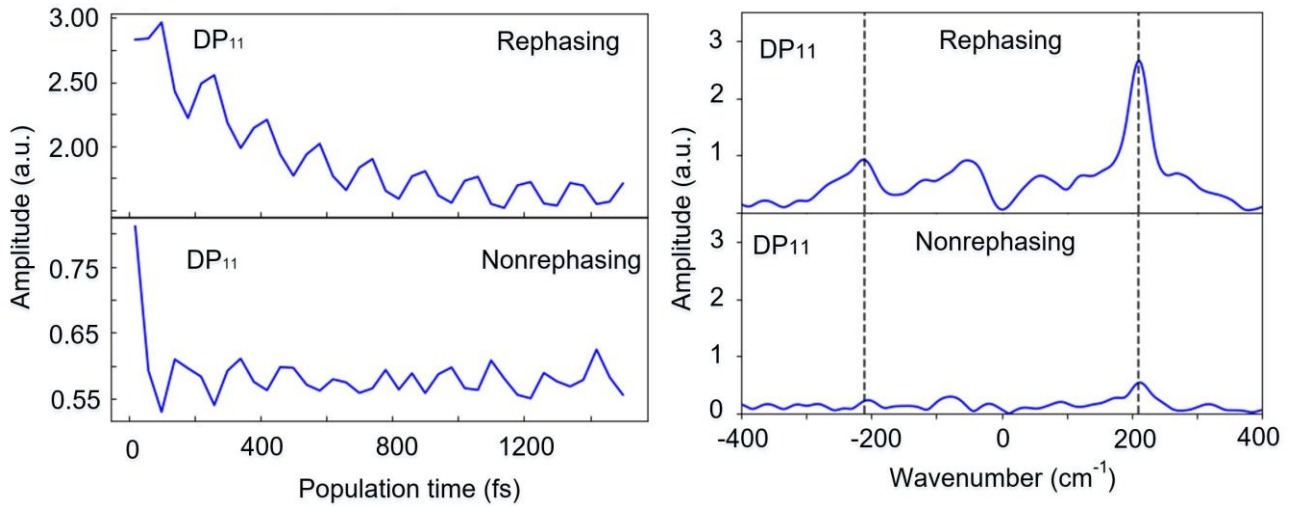 Amplitude (a.u.)
3.00
2.50
2.00
DP₁₁
Rephasing
0.75
0.65
0.55
DP₁₁
Nonrephasing
0
400
800
1200
Population time (fs)
Amplitude (a.u.)
3
2
1
0
DP₁₁
Rephasing
3
2
1
0
DP₁₁
Nonrephasing
-400
-200
0
200
400
Wavenumber (cm⁻¹)